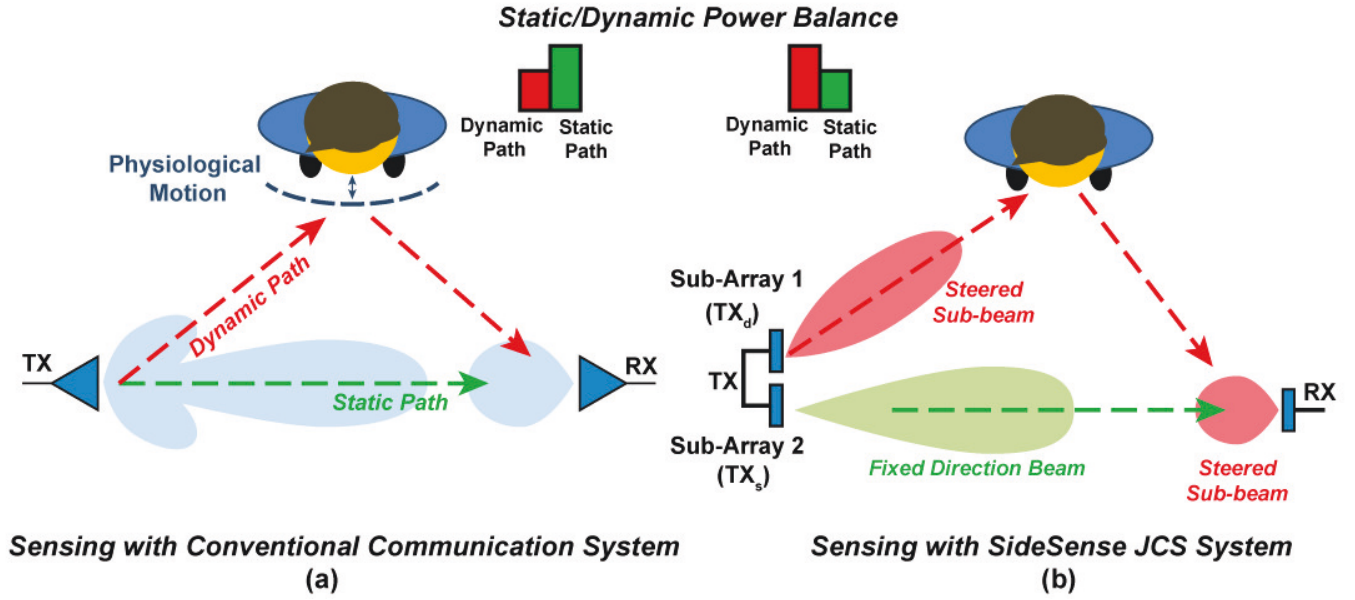 Static/Dynamic Power Balance
Dynamic
Path
Static
Path
Dynamic
Path
Static
Path
Physiological
Motion
Dynamic Path
TX
Static Path
RX
Sub-Array 1
(TXd)
Steered
Sub-beam
TX
RX
Sub-Array 2
(TXs)
Fixed Direction Beam
Steered
Sub-beam
Sensing with Conventional Communication System
(a)
Sensing with SideSense JCS System
(b)